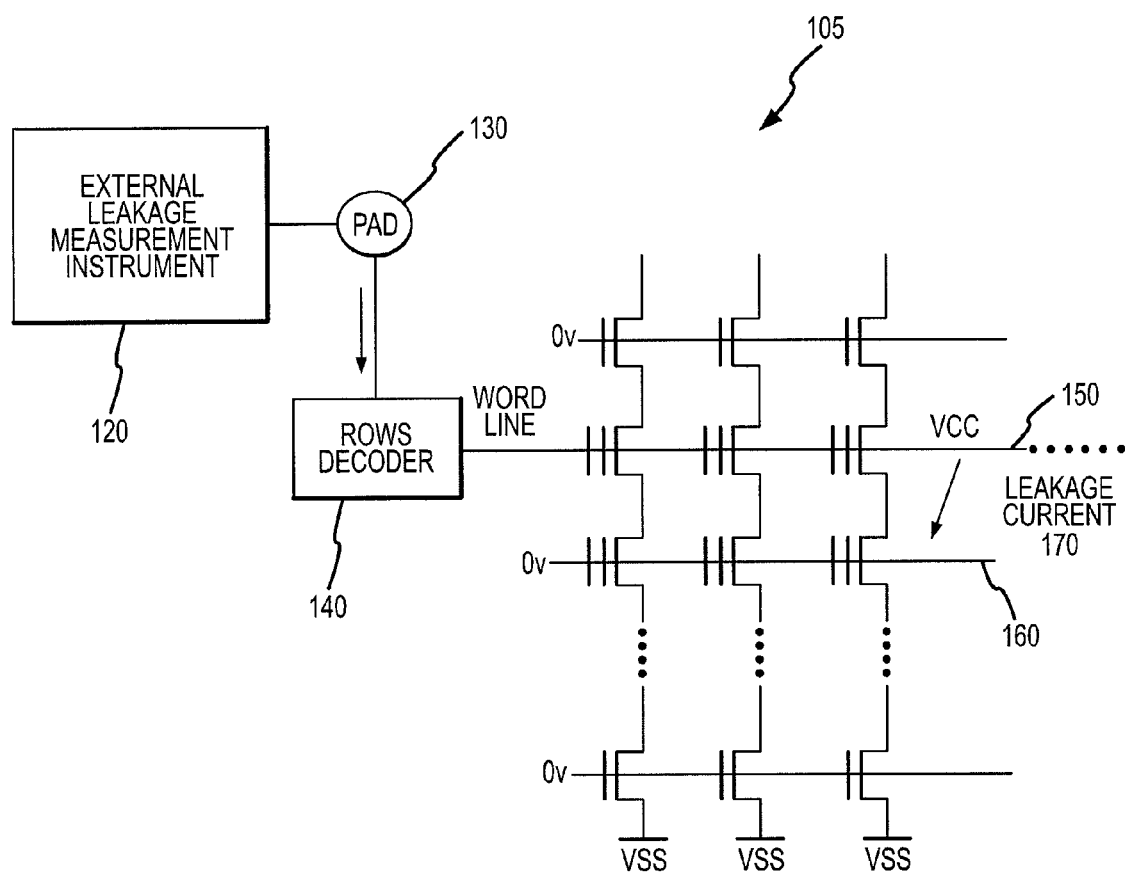 105
130
EXTERNAL
LEAKAGE
MEASUREMENT
INSTRUMENT
PAD
120
0v
WORD
LINE
ROWS
DECODER
VCC
150
LEAKAGE
CURRENT
170
140
0v
160
0v
VSS
VSS
VSS